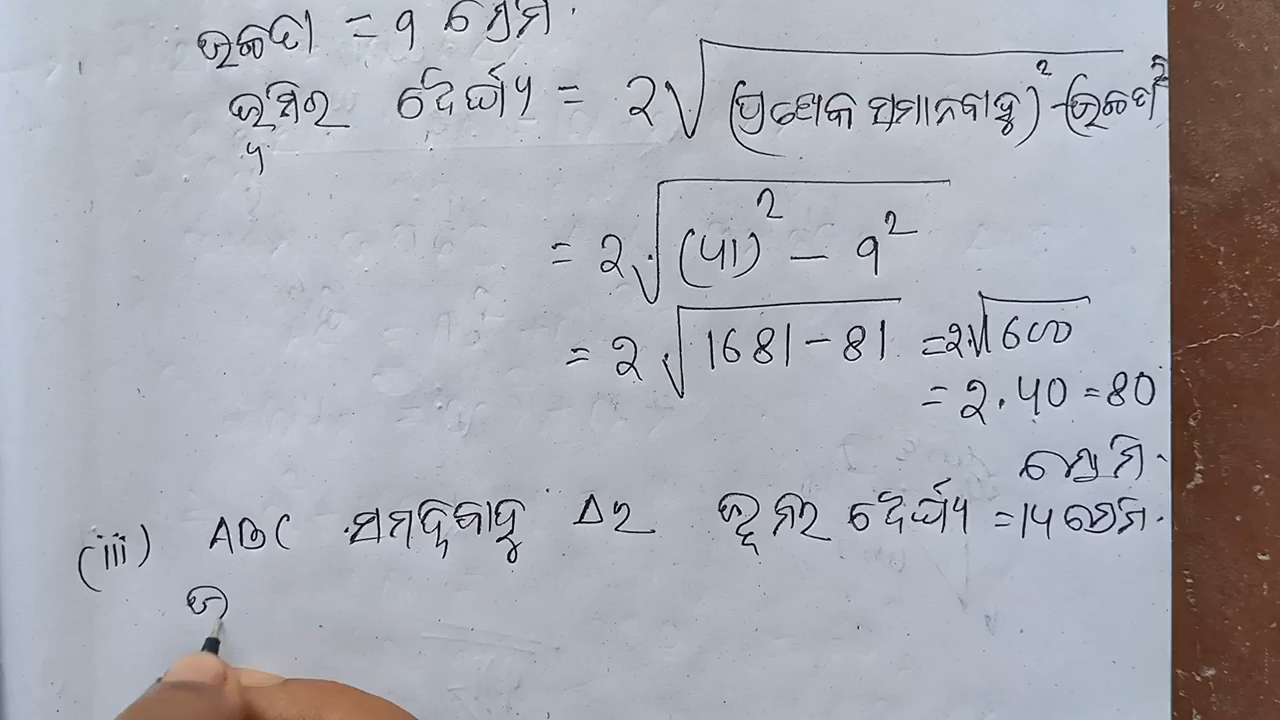 ଉଚ୍ଚତା = 9 ସେମି.
ଭୂମିର ଦୈର୍ଘ୍ୟ = 2√(ପ୍ରତ୍ୟେକ ସମାନବାହୁ)² - (ଉଚ୍ଚତା)²
= 2√(41)² - 9²
= 2√1681 - 81 = 2√1600
= 2.40 = 80
ସେମି.
(iii) ABC ସମଦ୍ବିବାହୁ Δର ଭୂମିର ଦୈର୍ଘ୍ୟ = 14 ସେମି.